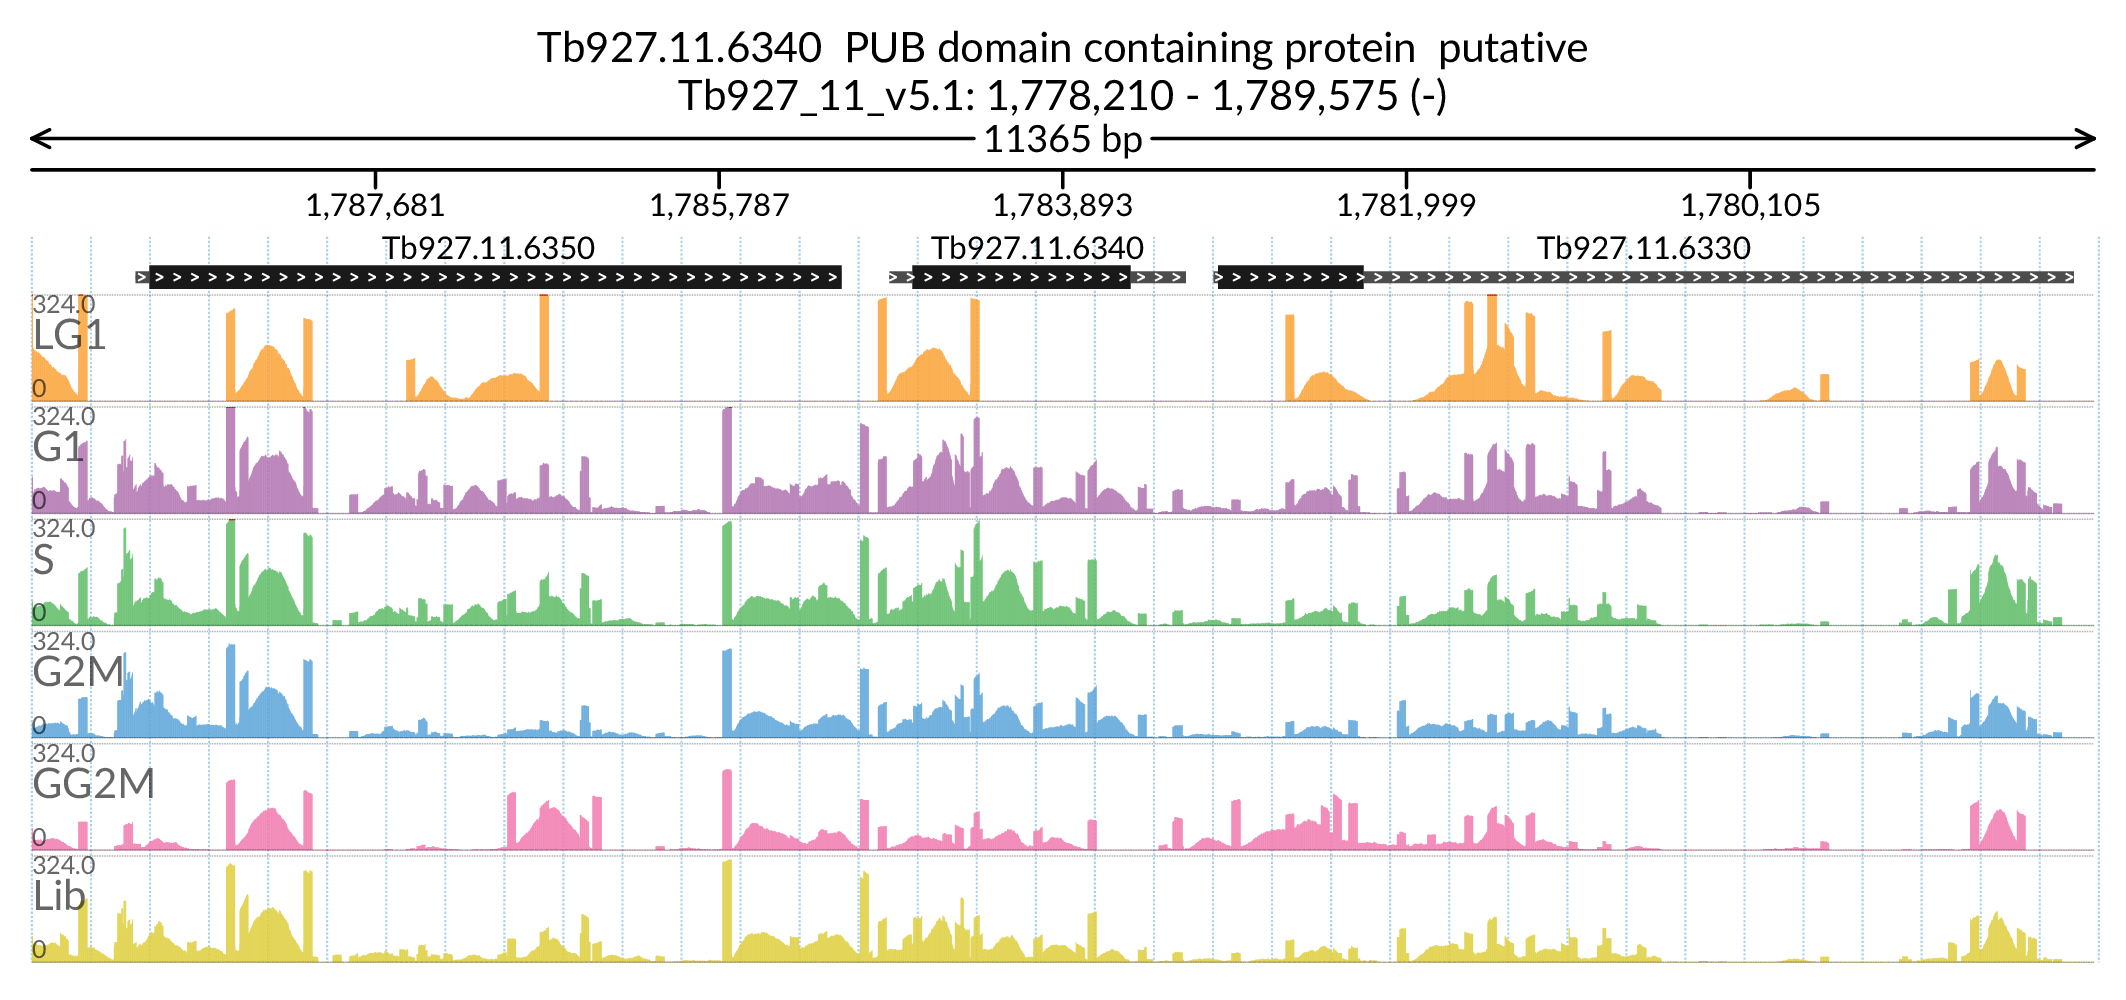 Tb927.11.6340 PUB domain containing protein putative
Tb927_11_v5.1: 1,778,210 - 1,789,575 (-)
11365 bp
1,787,681 1,785,787 1,783,893 1,781,999 1,780,105
Tb927.11.6350 Tb927.11.6340 Tb927.11.6330
324.0
LG1
0
324.0
G1
0
324.0
S
0
324.0
G2M
0
324.0
GG2M
0
324.0
Lib
0